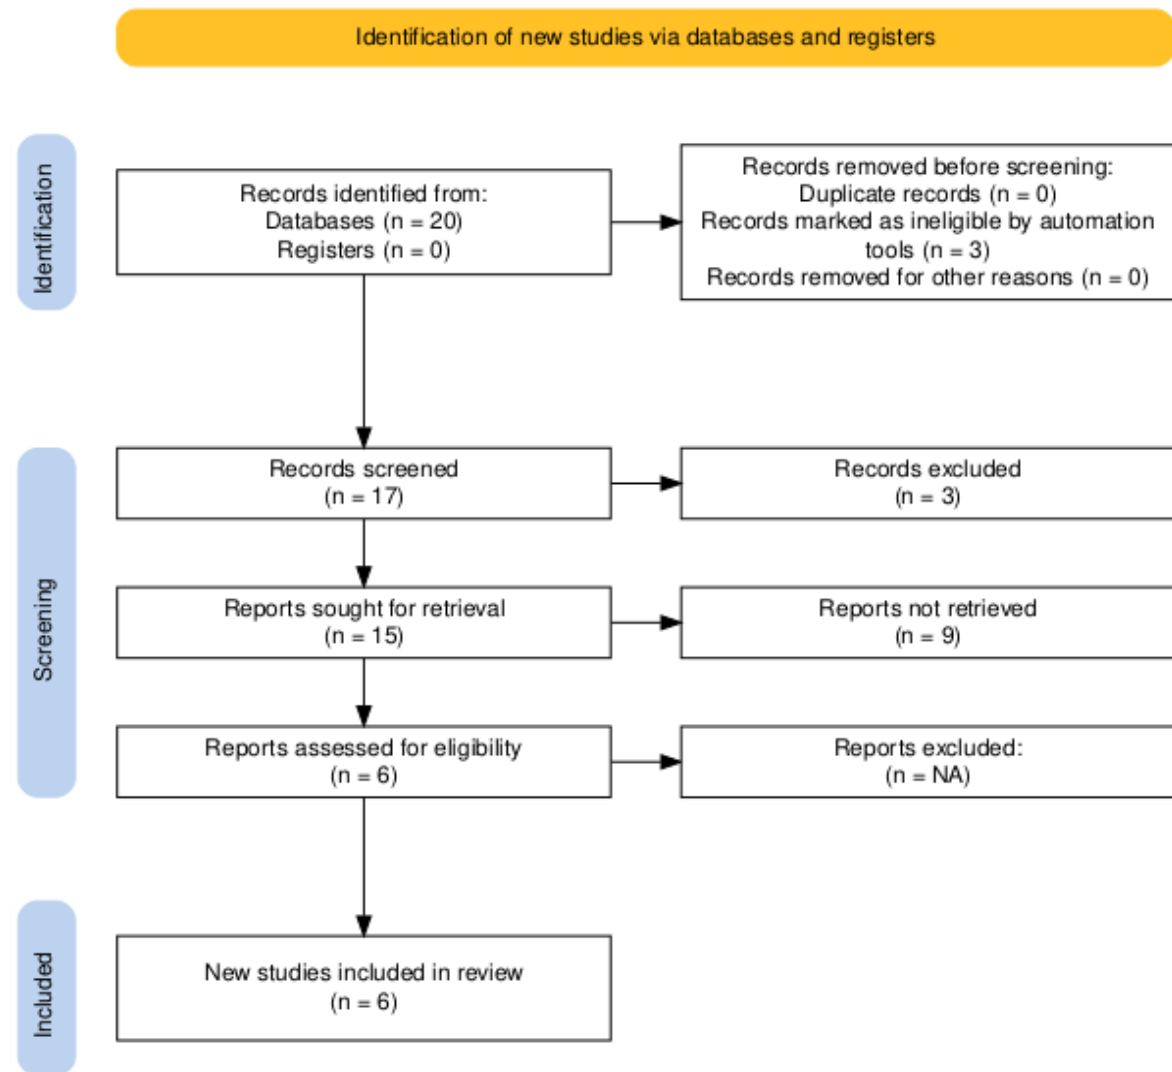 Identification of new studies via databases and registers
Identification
Records identified from:
Databases (n = 20)
Registers (n = 0)
Records removed before screening:
Duplicate records (n = 0)
Records marked as ineligible by automation
tools (n = 3)
Records removed for other reasons (n = 0)
Screening
Records screened
(n = 17)
Records excluded
(n = 3)
Reports sought for retrieval
(n = 15)
Reports not retrieved
(n = 9)
Reports assessed for eligibility
(n = 6)
Reports excluded:
(n = NA)
Included
New studies included in review
(n = 6)